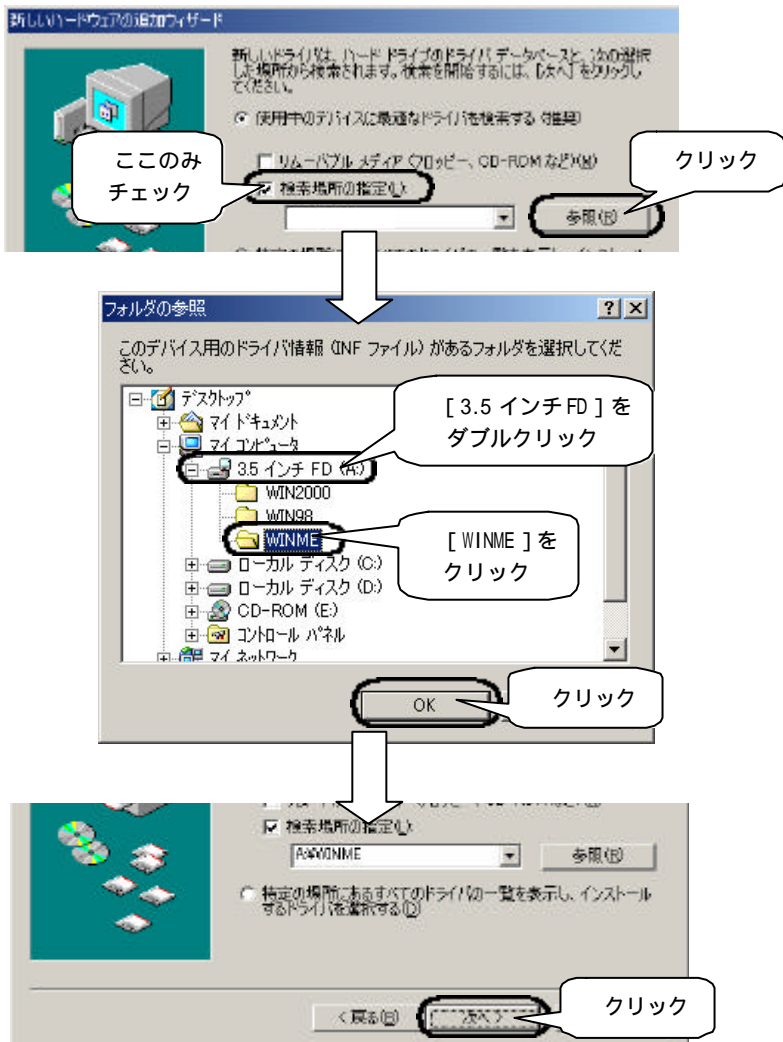 新しいハードウェアの追加ウィザード
新しいドライバは、ハード ドライブのドライバ データベースと、次の選択
した場所から検索されます。検索を開始するには、[次へ] をクリックし
てください。
使用中のデバイスに最適なドライバを検索する (推奨)
リムーバブル メディア (フロッピー、CD-ROM など)(M)
ここのみ
チェック
検索場所の指定(L):
クリック
参照(R)
フォルダの参照
このデバイス用のドライバ情報 (INF ファイル) があるフォルダを選択してくだ
さい。
デスクトップ
マイ ドキュメント
マイ コンピュータ
3.5 インチ FD (A:)
[3.5 インチ FD ] を
ダブルクリック
WIN2000
WIN98
WINME
[ WINME ] を
クリック
ローカル ディスク (C:)
ローカル ディスク (D:)
CD-ROM (E:)
コントロール パネル
マイ ネットワーク
OK
クリック
検索場所の指定(L):
A:¥WINME
参照(R)
特定の場所にあるすべてのドライバの一覧を表示し、インストール
するドライバを選択する(D)
< 戻る(B)
次へ >
クリック